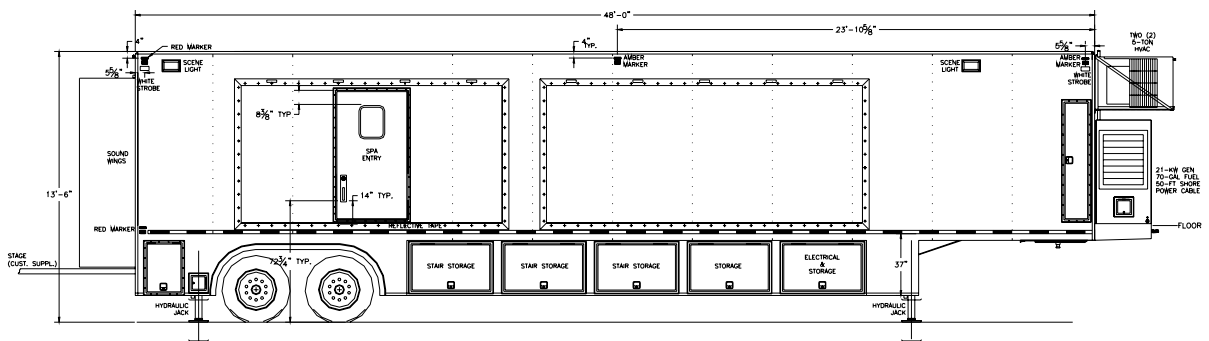 48'-0"
23'-10⅝"
4"
RED MARKER
4"
TYP.
AMBER
MARKER
5⅝"
TWO (2)
5-TON
HVAC
SCENE
LIGHT
SCENE
LIGHT
AMBER
MARKER
5⅝"
WHITE
STROBE
WHITE
STROBE
8⅜" TYP.
SPA
ENTRY
SOUND
WINGS
13'-6"
14" TYP.
21-KW GEN
70-GAL FUEL
50-FT SHORE
POWER CABLE
RED MARKER
REFLECTIVE TAPE
FLOOR
STAGE
(CUST. SUPPL.)
72¾" TYP.
STAIR STORAGE
STAIR STORAGE
STAIR STORAGE
STORAGE
ELECTRICAL
&
STORAGE
37"
HYDRAULIC
JACK
HYDRAULIC
JACK